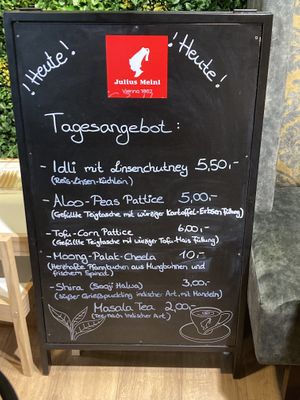 ! Heute !
! Heute !
Julius Meinl
Vienna 1862
Tagesangebot :
- Idli mit Linsenchutney 5,50,-
(Reis-Linsen-Küchlein)
- Aloo-Peas Pattice 5,00,-
(Gefüllte Teigtasche mit würziger Kartoffel-Erbsen Füllung)
- Tofu-Corn Pattice 6,00,-
(Gefüllte Teigtasche mit würziger Tofu-Mais Füllung)
- Moong-Palak-Cheela 10,-
(Herzhafte Pfannkuchen aus Mungbohnen und
frischem Spinat)
- Shira (Sooji Halwa) 3,00,-
(Süßer Grießpudding indischer Art, mit Mandeln)
Masala Tea 2,00,-
(Tee nach indischer Art)